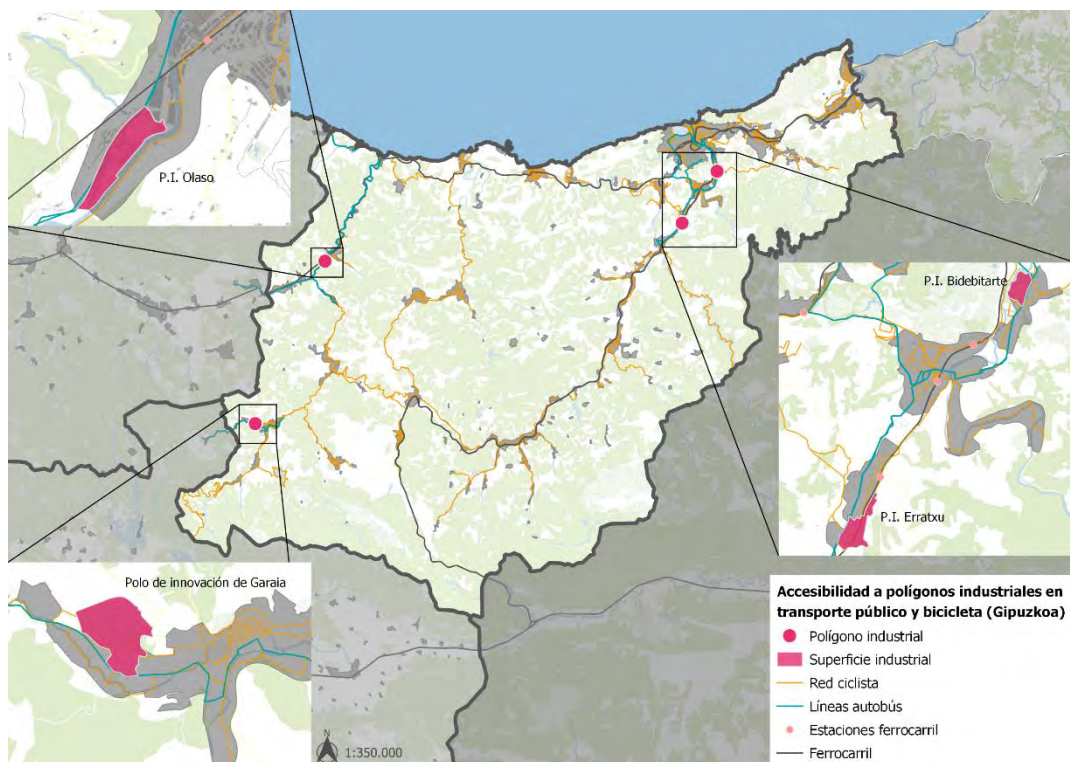 P.I. Olaso
P.I. Bidebitarte
P.I. Erratxu
Polo de innovación de Garaia
N
1:350.000
Accesibilidad a polígonos industriales en
transporte público y bicicleta (Gipuzkoa)
Polígono industrial
Superficie industrial
Red ciclista
Líneas autobús
Estaciones ferrocarril
Ferrocarril